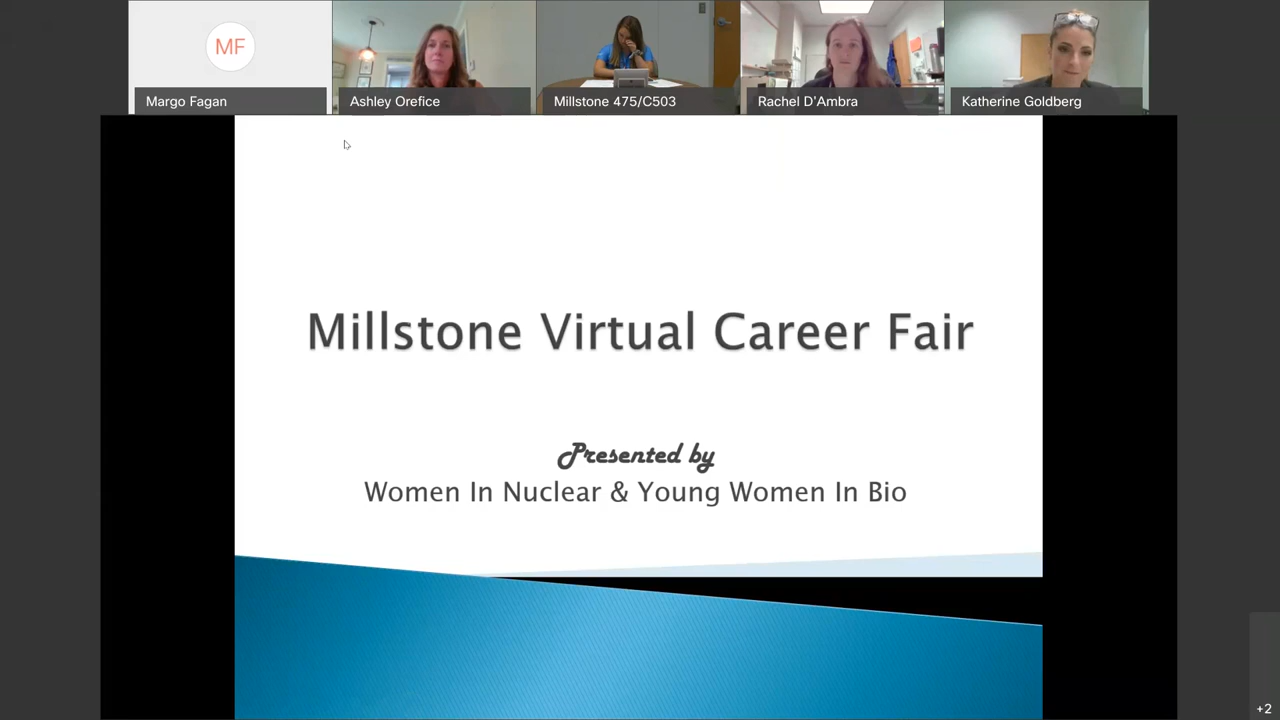 MF
Margo Fagan
Ashley Orefice
Millstone 475/C503
Rachel D'Ambra
Katherine Goldberg
Millstone Virtual Career Fair
Presented by
Women In Nuclear & Young Women In Bio
+2